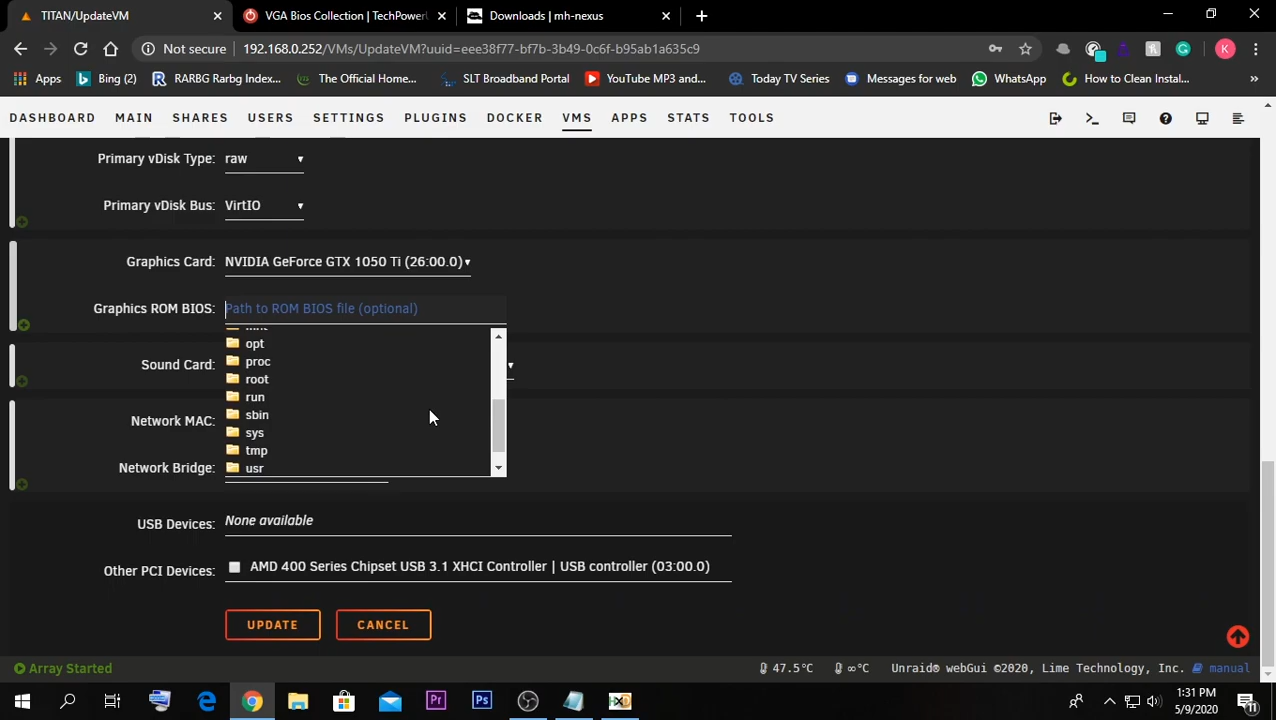 TITAN/UpdateVM
VGA Bios Collection | TechPowerU
Downloads | mh-nexus
Not secure | 192.168.0.252/VMs/UpdateVM?uuid=eee38f77-bf7b-3b49-0c6f-b95ab1a635c9
K
Apps
Bing (2)
RARBG Rarbg Index...
The Official Home...
SLT Broadband Portal
YouTube MP3 and...
Today TV Series
Messages for web
WhatsApp
How to Clean Instal...
DASHBOARD MAIN SHARES USERS SETTINGS PLUGINS DOCKER VMS APPS STATS TOOLS
Primary vDisk Type: raw
Primary vDisk Bus: VirtIO
Graphics Card: NVIDIA GeForce GTX 1050 Ti (26:00.0)
Graphics ROM BIOS: Path to ROM BIOS file (optional)
opt
proc
root
run
sbin
sys
tmp
usr
Sound Card:
Network MAC:
Network Bridge:
USB Devices: None available
Other PCI Devices: AMD 400 Series Chipset USB 3.1 XHCI Controller | USB controller (03:00.0)
UPDATE CANCEL
Array Started
47.5°C ∞°C Unraid® webGui ©2020, Lime Technology, Inc. manual
Pr
Ps
1:31 PM
5/9/2020
11